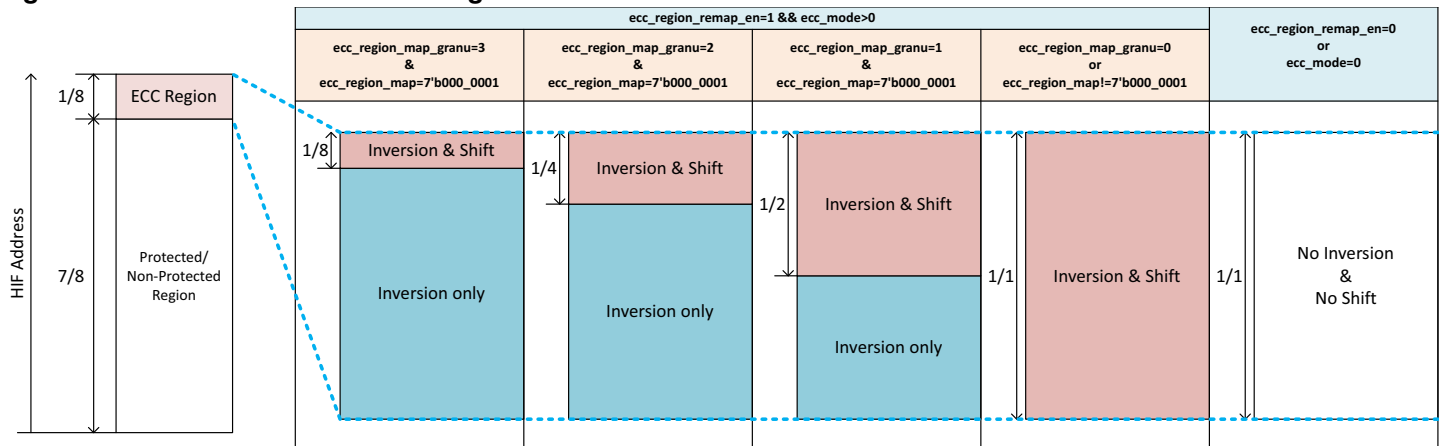 ecc_region_remap_en=1 && ecc_mode>0
ecc_region_remap_en=0
or
ecc_mode=0
ecc_region_map_granu=3
&
ecc_region_map=7'b000_0001
ecc_region_map_granu=2
&
ecc_region_map=7'b000_0001
ecc_region_map_granu=1
&
ecc_region_map=7'b000_0001
ecc_region_map_granu=0
or
ecc_region_map!=7'b000_0001
HIF Address
1/8
ECC Region
7/8
Protected/
Non-Protected
Region
1/8
Inversion & Shift
Inversion only
1/4
Inversion & Shift
Inversion only
1/2
Inversion & Shift
Inversion only
1/1
Inversion & Shift
1/1
No Inversion
&
No Shift